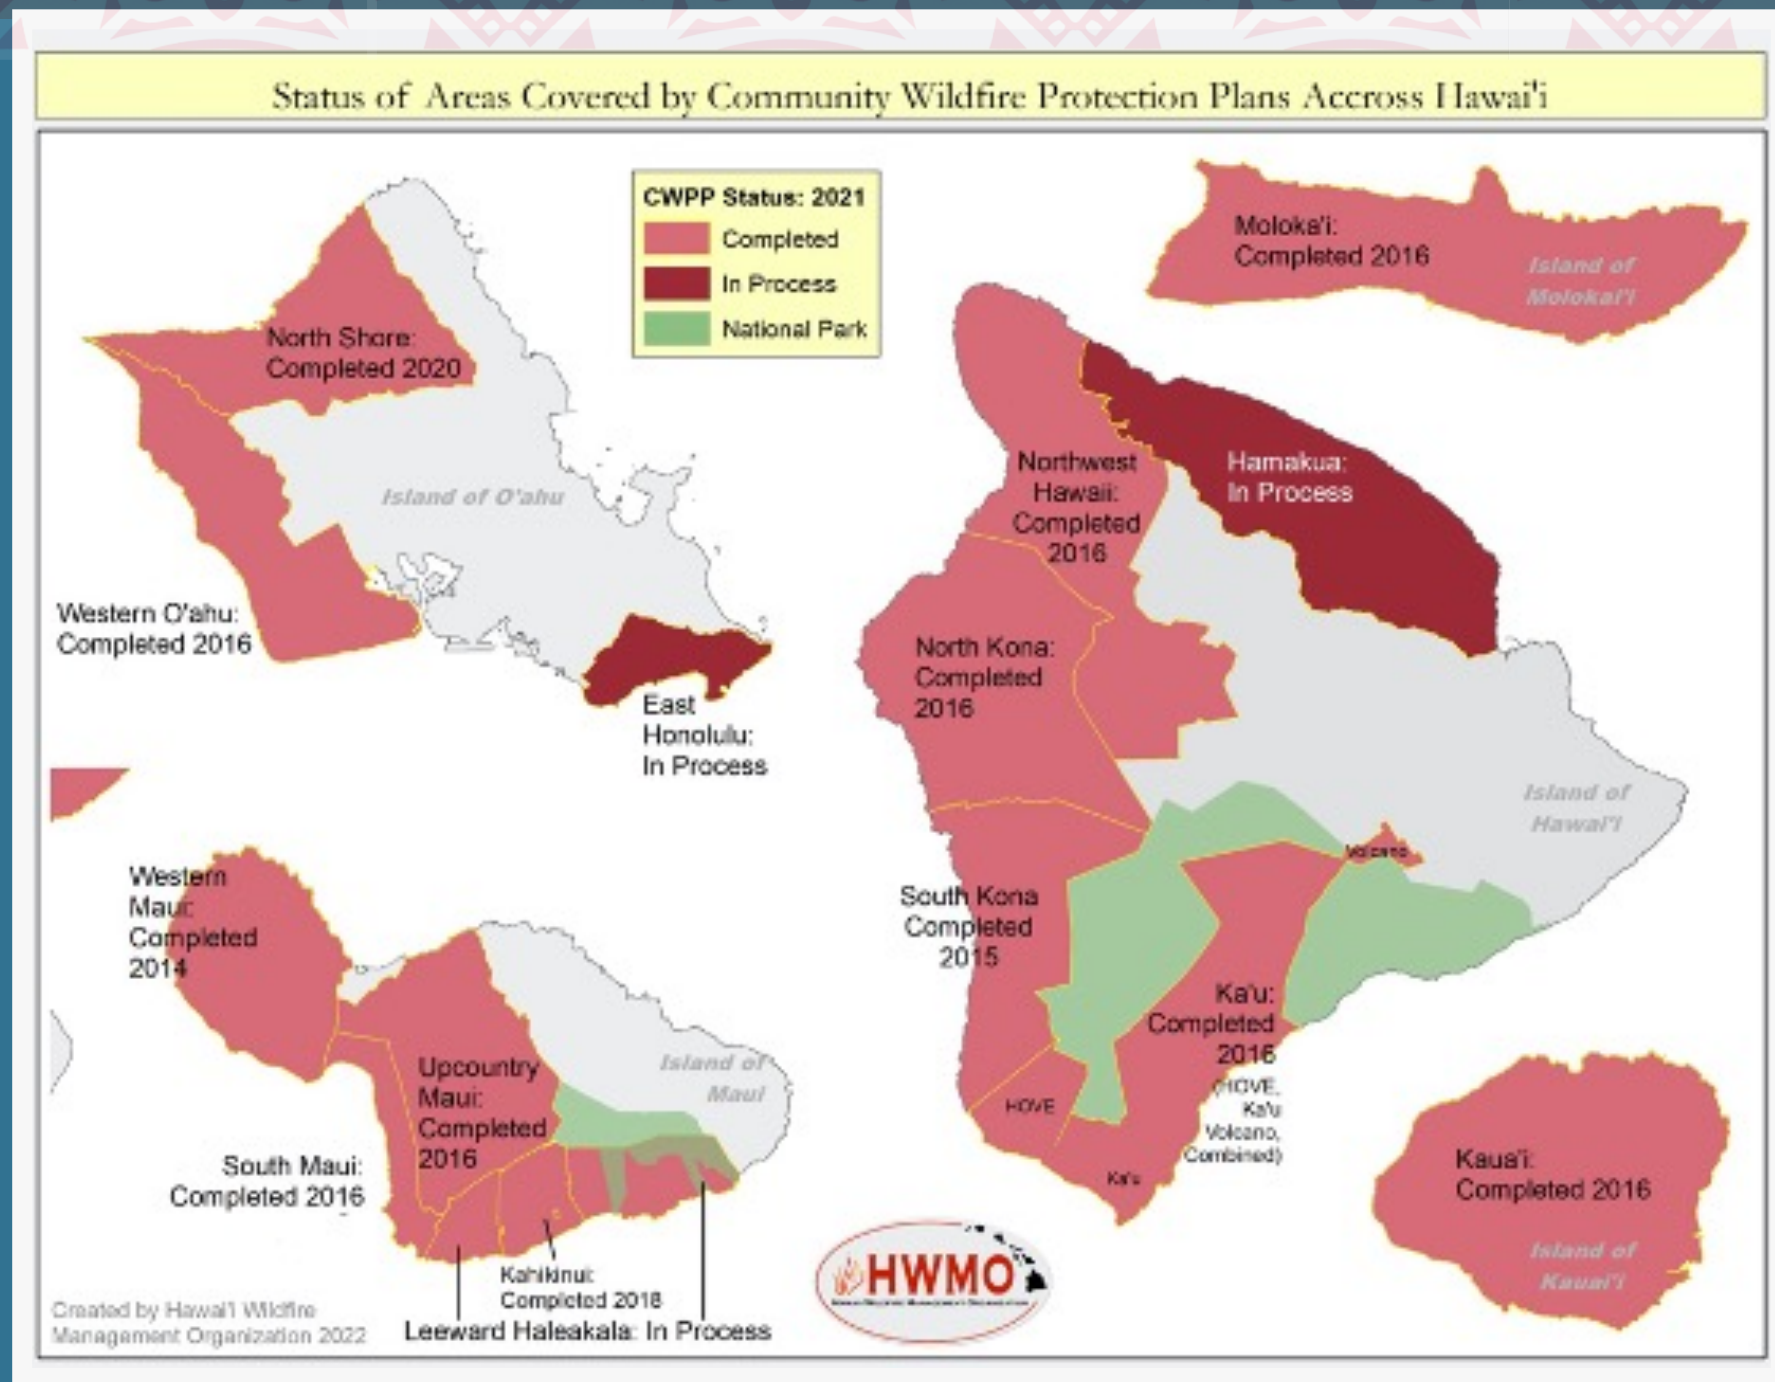 Status of Areas Covered by Community Wildfire Protection Plans Accross Hawai'i
CWPP Status: 2021
Completed
In Process
National Park
North Shore:
Completed 2020
Island of O'ahu
Western O'ahu:
Completed 2016
East
Honolulu:
In Process
Moloka'i:
Completed 2016
Island of
Molokai'i
Northwest
Hawaii:
Completed
2016
Hamakua:
In Process
North Kona:
Completed
2016
Island of
Hawai'i
Volcano
South Kona
Completed
2015
Ka'u:
Completed
2016
(HOVE,
Ka'u
Volcano,
Combined)
HOVE
Ka'u
Western
Maui:
Completed
2014
Upcountry
Maui:
Completed
2016
Island of
Maui
South Maui:
Completed 2016
Kahikinui:
Completed 2018
Leeward Haleakala: In Process
Kaua'i:
Completed 2016
Island of
Kauai'i
HWMO
Created by Hawai'i Wildfire
Management Organization 2022